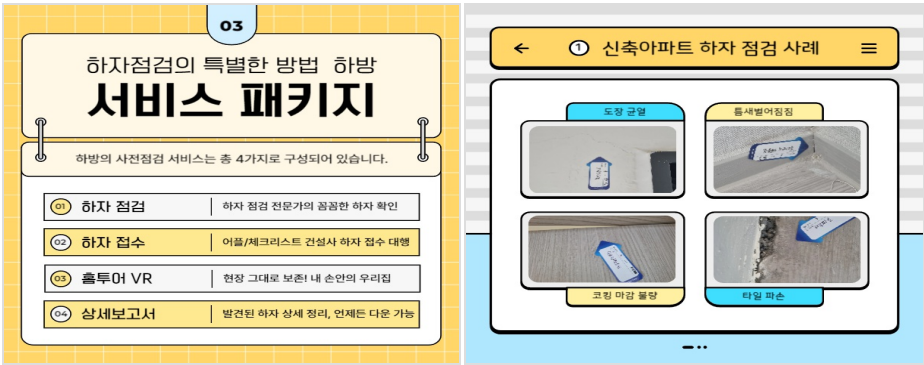 03
하자점검의 특별한 방법 하방
서비스 패키지
하방의 사전점검 서비스는 총 4가지로 구성되어 있습니다.
01 하자 점검 하자 점검 전문가의 꼼꼼한 하자 확인
02 하자 접수 어플/체크리스트 건설사 하자 접수 대행
03 홈투어 VR 현장 그대로 보존! 내 손안의 우리집
04 상세보고서 발견된 하자 상세 정리, 언제든 다운 가능
1 신축아파트 하자 점검 사례
도장 균열
틈새벌어짐짐
코킹 마감 불량
타일 파손